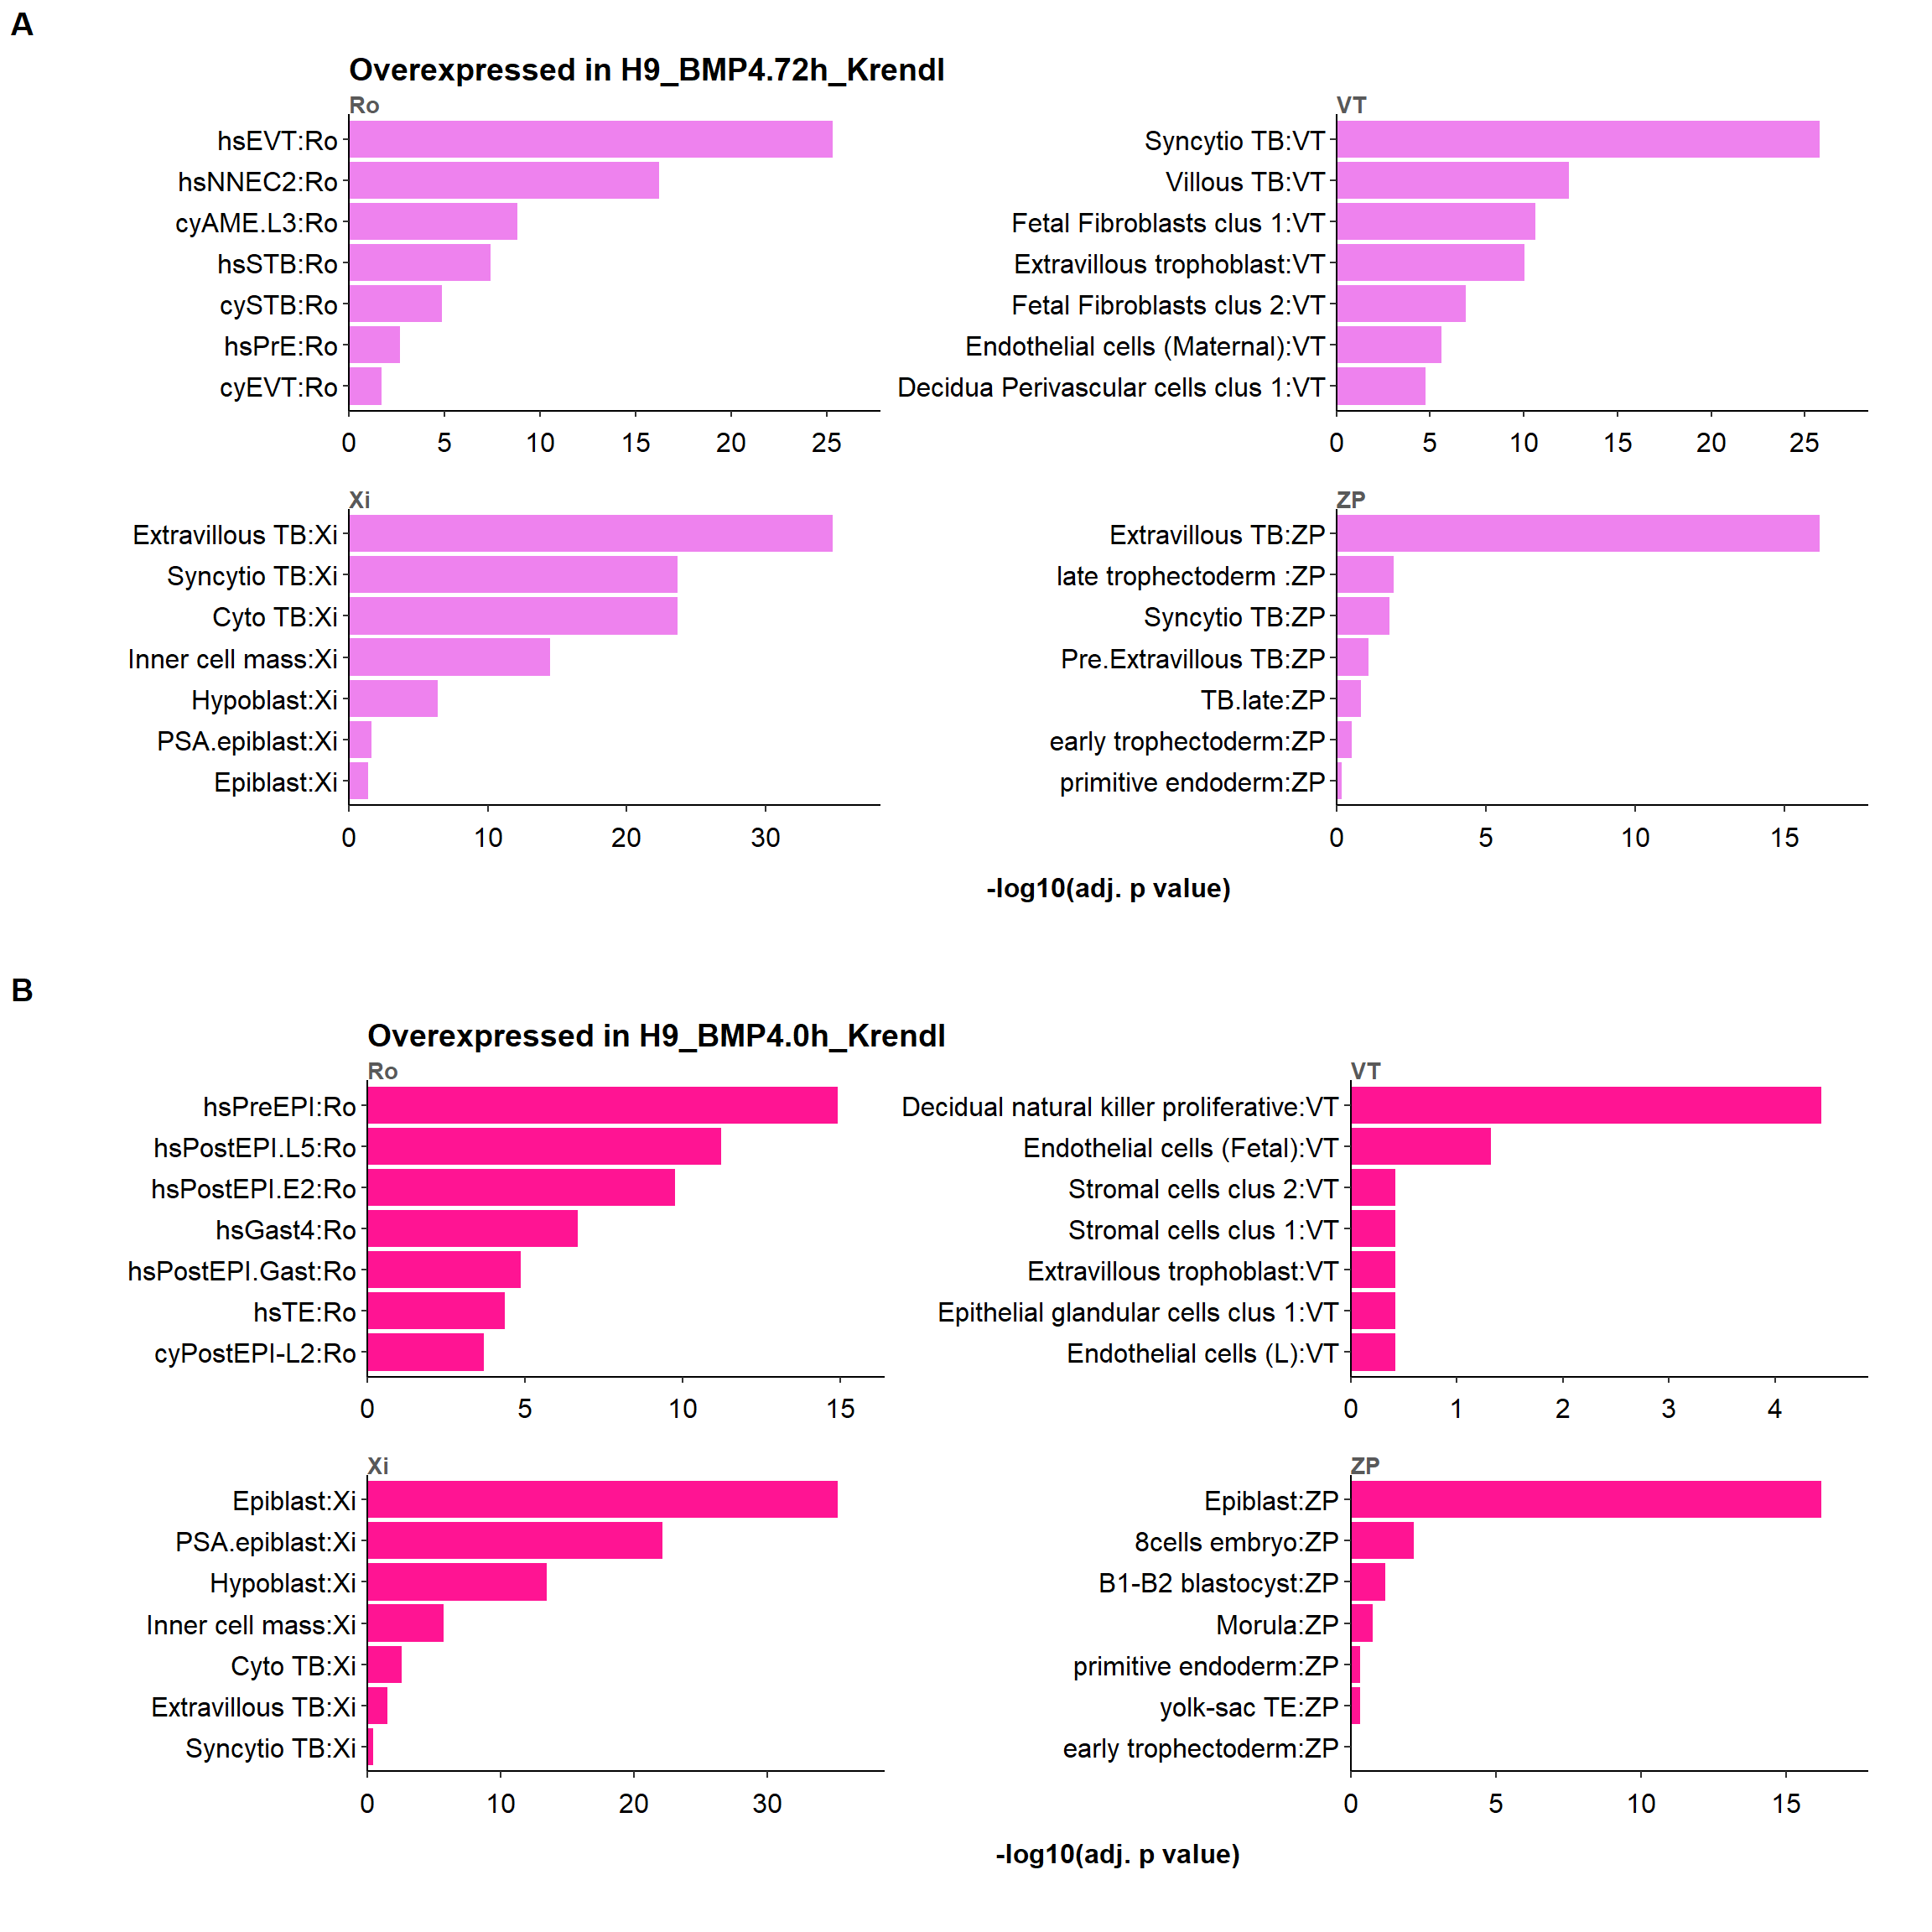 A
Overexpressed in H9_BMP4.72h_Krendl
Ro
hsEVT:Ro
hsNNEC2:Ro
cyAME.L3:Ro
hsSTB:Ro
cySTB:Ro
hsPrE:Ro
cyEVT:Ro
0 5 10 15 20 25
VT
Syncytio TB:VT
Villous TB:VT
Fetal Fibroblasts clus 1:VT
Extravillous trophoblast:VT
Fetal Fibroblasts clus 2:VT
Endothelial cells (Maternal):VT
Decidua Perivascular cells clus 1:VT
0 5 10 15 20 25
Xi
Extravillous TB:Xi
Syncytio TB:Xi
Cyto TB:Xi
Inner cell mass:Xi
Hypoblast:Xi
PSA.epiblast:Xi
Epiblast:Xi
0 10 20 30
ZP
Extravillous TB:ZP
late trophectoderm :ZP
Syncytio TB:ZP
Pre.Extravillous TB:ZP
TB.late:ZP
early trophectoderm:ZP
primitive endoderm:ZP
0 5 10 15
-log10(adj. p value)
B
Overexpressed in H9_BMP4.0h_Krendl
Ro
hsPreEPI:Ro
hsPostEPI.L5:Ro
hsPostEPI.E2:Ro
hsGast4:Ro
hsPostEPI.Gast:Ro
hsTE:Ro
cyPostEPI-L2:Ro
0 5 10 15
VT
Decidual natural killer proliferative:VT
Endothelial cells (Fetal):VT
Stromal cells clus 2:VT
Stromal cells clus 1:VT
Extravillous trophoblast:VT
Epithelial glandular cells clus 1:VT
Endothelial cells (L):VT
0 1 2 3 4
Xi
Epiblast:Xi
PSA.epiblast:Xi
Hypoblast:Xi
Inner cell mass:Xi
Cyto TB:Xi
Extravillous TB:Xi
Syncytio TB:Xi
0 10 20 30
ZP
Epiblast:ZP
8cells embryo:ZP
B1-B2 blastocyst:ZP
Morula:ZP
primitive endoderm:ZP
yolk-sac TE:ZP
early trophectoderm:ZP
0 5 10 15
-log10(adj. p value)